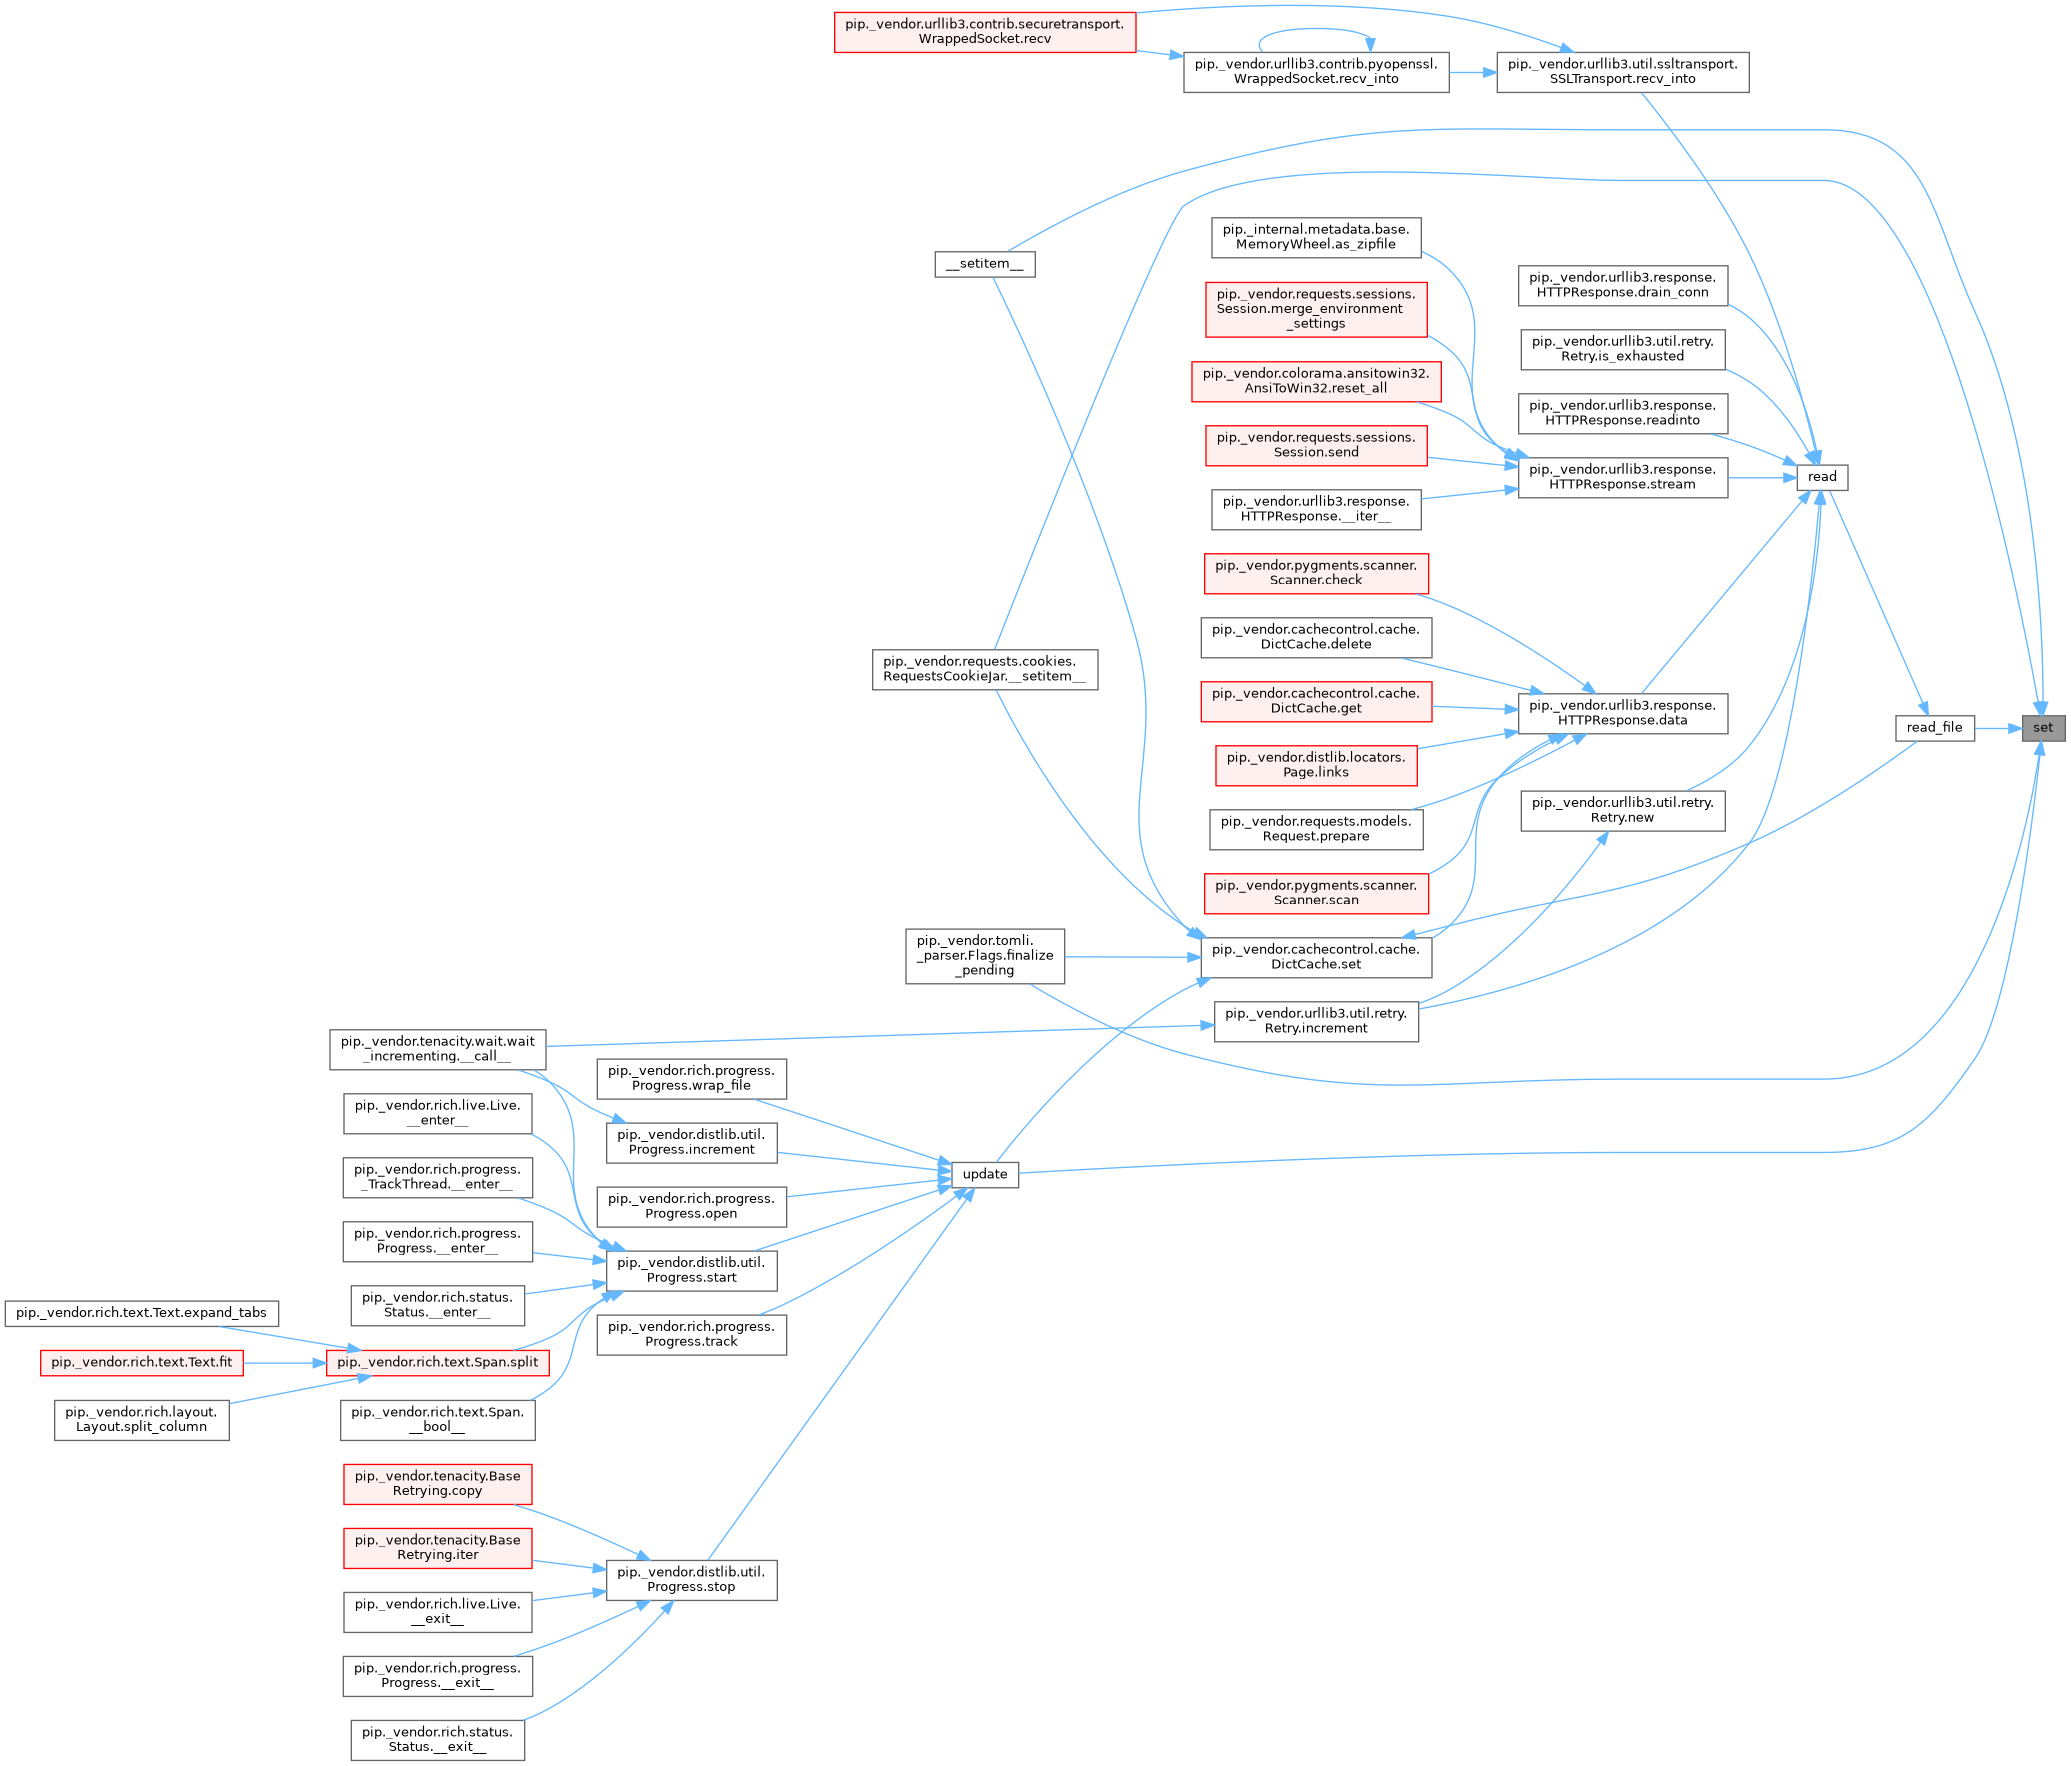 pip._vendor.urllib3.contrib.securetransport.
WrappedSocket.recv
pip._vendor.urllib3.contrib.pyopenssl.
WrappedSocket.recv_into
pip._vendor.urllib3.util.ssltransport.
SSLTransport.recv_into
pip._internal.metadata.base.
MemoryWheel.as_zipfile
__setitem__
pip._vendor.urllib3.response.
HTTPResponse.drain_conn
pip._vendor.requests.sessions.
Session.merge_environment
_settings
pip._vendor.urllib3.util.retry.
Retry.is_exhausted
pip._vendor.colorama.ansitowin32.
AnsiToWin32.reset_all
pip._vendor.urllib3.response.
HTTPResponse.readinto
pip._vendor.requests.sessions.
Session.send
pip._vendor.urllib3.response.
HTTPResponse.stream
read
pip._vendor.urllib3.response.
HTTPResponse.__iter__
pip._vendor.pygments.scanner.
Scanner.check
pip._vendor.cachecontrol.cache.
DictCache.delete
pip._vendor.requests.cookies.
RequestsCookieJar.__setitem__
pip._vendor.cachecontrol.cache.
DictCache.get
pip._vendor.urllib3.response.
HTTPResponse.data
read_file
set
pip._vendor.distlib.locators.
Page.links
pip._vendor.requests.models.
Request.prepare
pip._vendor.urllib3.util.retry.
Retry.new
pip._vendor.pygments.scanner.
Scanner.scan
pip._vendor.tomli.
_parser.Flags.finalize
_pending
pip._vendor.cachecontrol.cache.
DictCache.set
pip._vendor.urllib3.util.retry.
Retry.increment
pip._vendor.tenacity.wait.wait
_incrementing.__call__
pip._vendor.rich.progress.
Progress.wrap_file
pip._vendor.rich.live.Live.
__enter__
pip._vendor.distlib.util.
Progress.increment
pip._vendor.rich.progress.
_TrackThread.__enter__
update
pip._vendor.rich.progress.
Progress.open
pip._vendor.rich.progress.
Progress.__enter__
pip._vendor.distlib.util.
Progress.start
pip._vendor.rich.status.
Status.__enter__
pip._vendor.rich.text.Text.expand_tabs
pip._vendor.rich.progress.
Progress.track
pip._vendor.rich.text.Text.fit
pip._vendor.rich.text.Span.split
pip._vendor.rich.layout.
Layout.split_column
pip._vendor.rich.text.Span.
__bool__
pip._vendor.tenacity.Base
Retrying.copy
pip._vendor.tenacity.Base
Retrying.iter
pip._vendor.distlib.util.
Progress.stop
pip._vendor.rich.live.Live.
__exit__
pip._vendor.rich.progress.
Progress.__exit__
pip._vendor.rich.status.
Status.__exit__